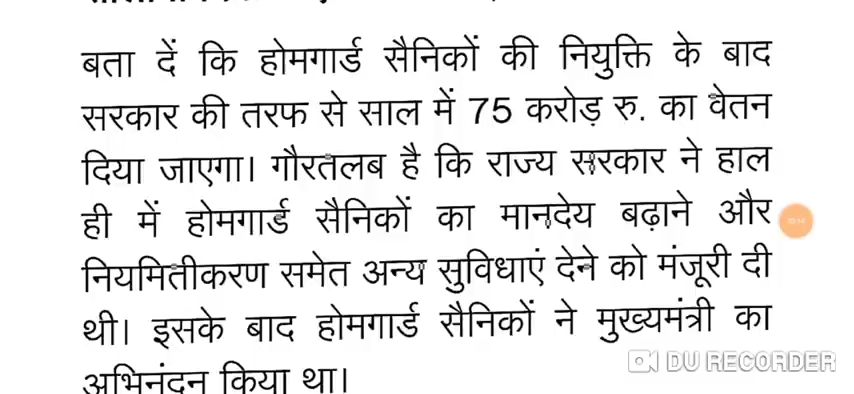 बता दें कि होमगार्ड सैनिकों की नियुक्ति के बाद
सरकार की तरफ से साल में 75 करोड़ रु. का वेतन
दिया जाएगा। गौरतलब है कि राज्य सरकार ने हाल
ही में होमगार्ड सैनिकों का मानदेय बढ़ाने और
नियमितीकरण समेत अन्य सुविधाएं देने को मंजूरी दी
थी। इसके बाद होमगार्ड सैनिकों ने मुख्यमंत्री का
अभिनंदन किया था।
DU RECORDER